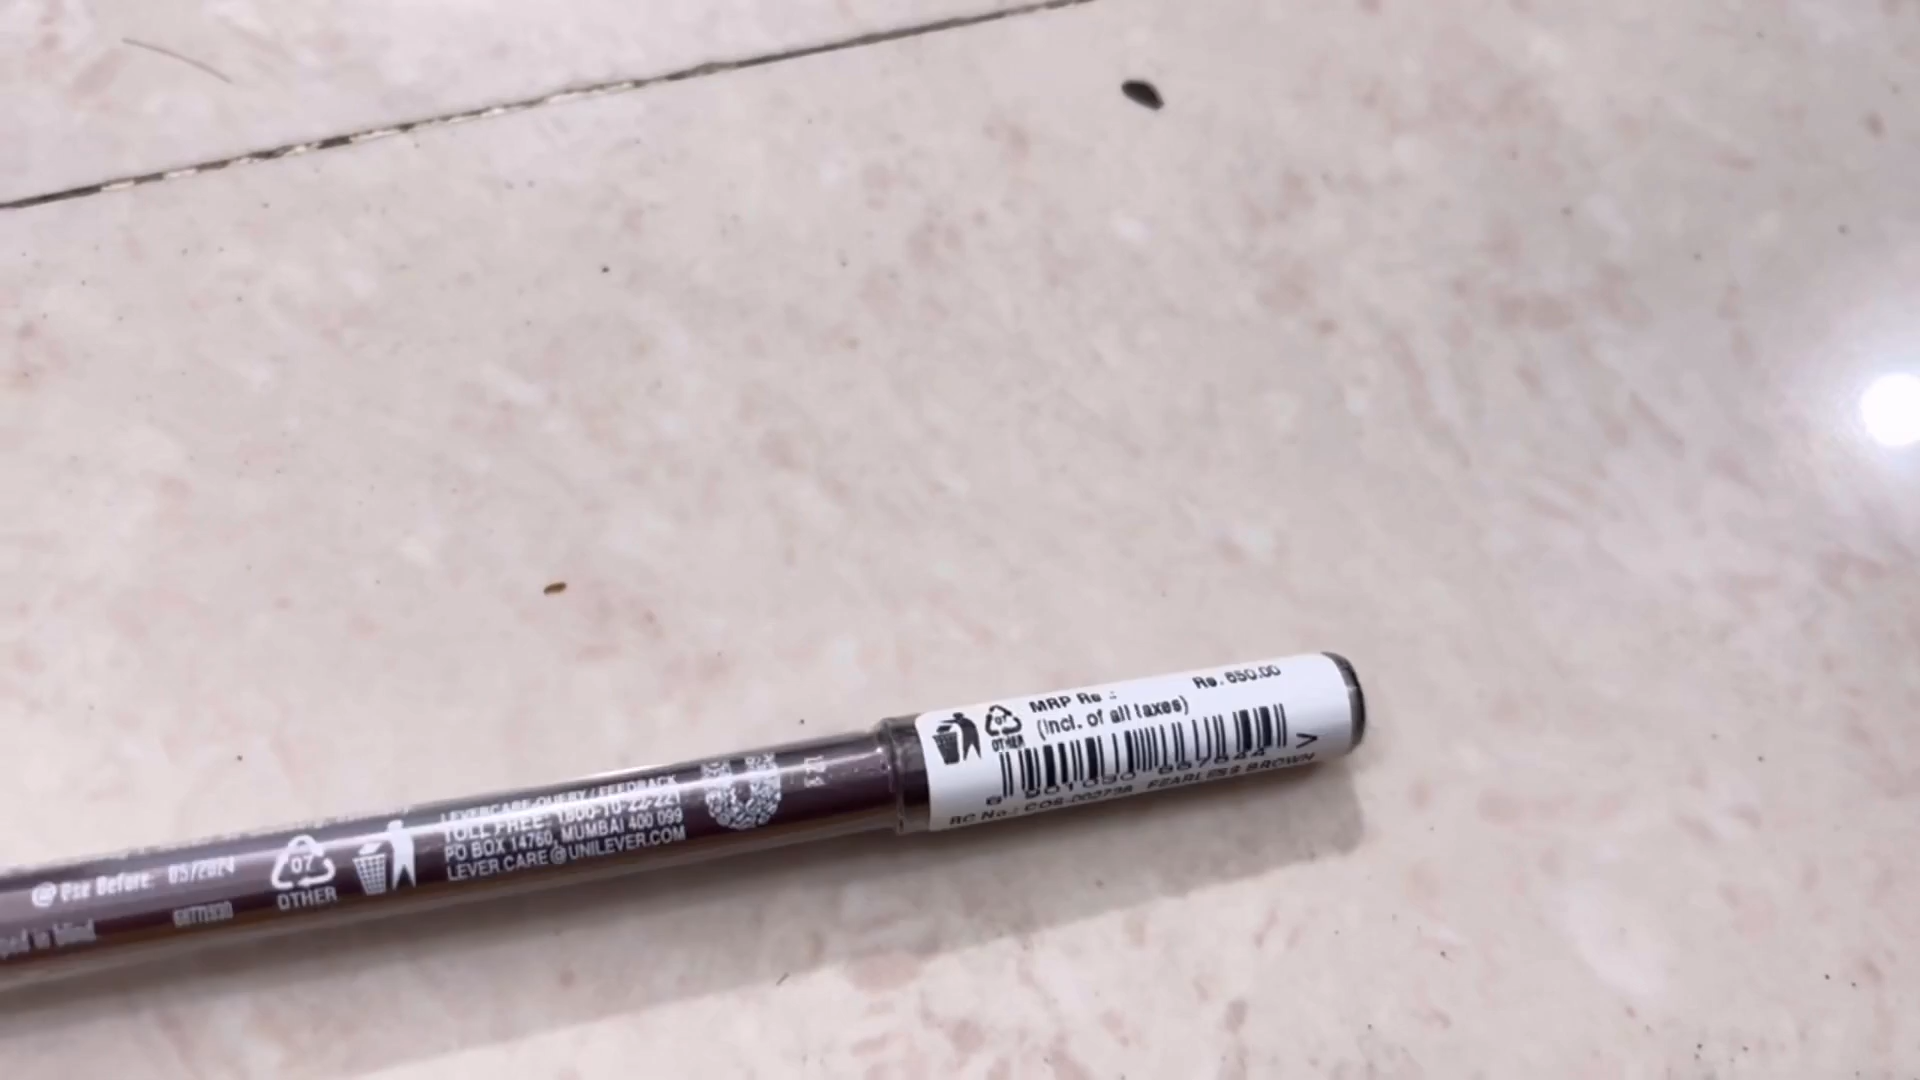 Use Before: 05/2024
07
OTHER
LEVERCARE-QUERY / FEEDBACK
TOLL FREE: 1800-10-22-221
PO BOX 14760, MUMBAI 400 099
LEVER.CARE@UNILEVER.COM
07
OTHER
MRP Rs : Rs. 650.00
(Incl. of all taxes)
FEARLESS BROWN